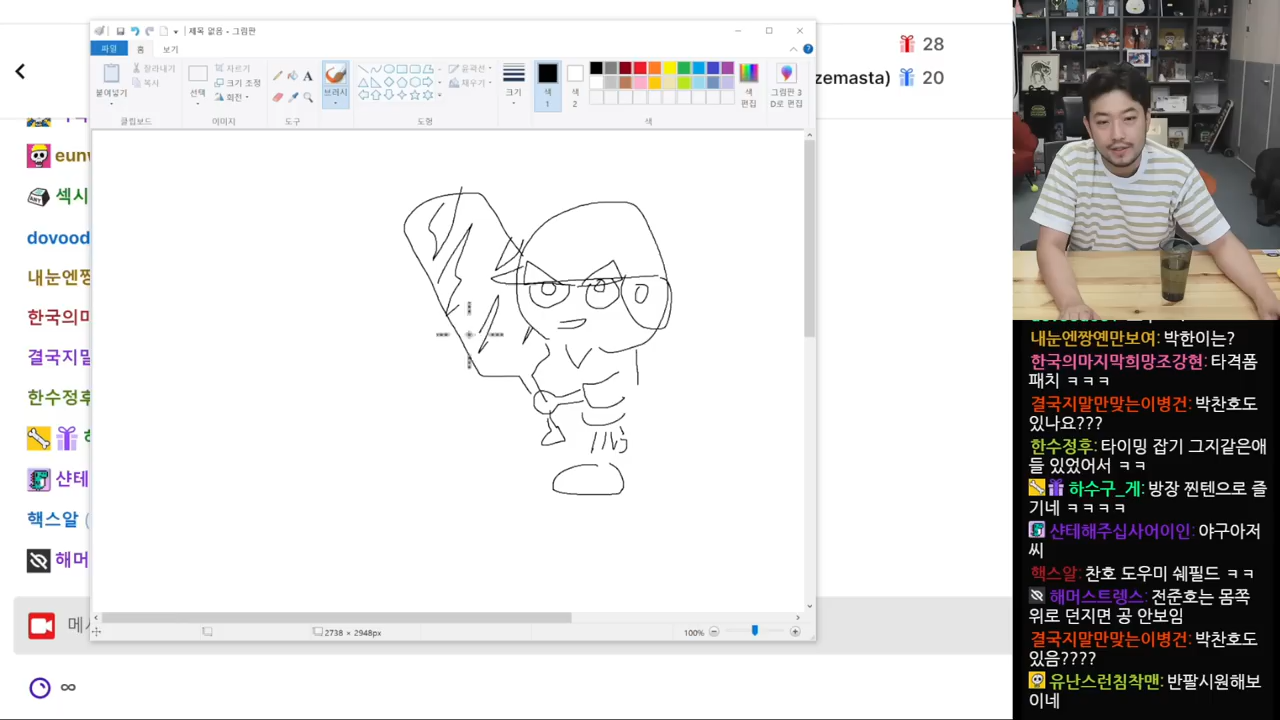 제목 없음 - 그림판
파일
홈
보기
붙여넣기
잘라내기
복사
클립보드
선택
자르기
크기 조정
회전
이미지
도구
브러시
윤곽선
채우기
도형
크기
색
1
색
2
색
편집
그림판 3
D로 편집
색
2738 × 2948px
100%
28
zemasta)
20
eunw
섹시
dovood
내눈엔짱
한국의마
결국지말
한수정후
하
샨테
핵스알 (
해머
메시
∞
내눈엔짱옌만보여: 박한이는?
한국의마지막희망조강현: 타격폼
패치 ㅋㅋㅋ
결국지말만맞는이병건: 박찬호도
있나요???
한수정후: 타이밍 잡기 그지같은애
들 있었어서 ㅋㅋ
하수구_게: 방장 찐텐으로 즐
기네 ㅋㅋㅋㅋ
샨테해주십사어이인: 야구아저
씨
핵스알: 찬호 도우미 쉐필드 ㅋㅋ
해머스트렝스: 전준호는 몸쪽
위로 던지면 공 안보임
결국지말만맞는이병건: 박찬호도
있음????
유난스런침착맨: 반팔시원해보
이네